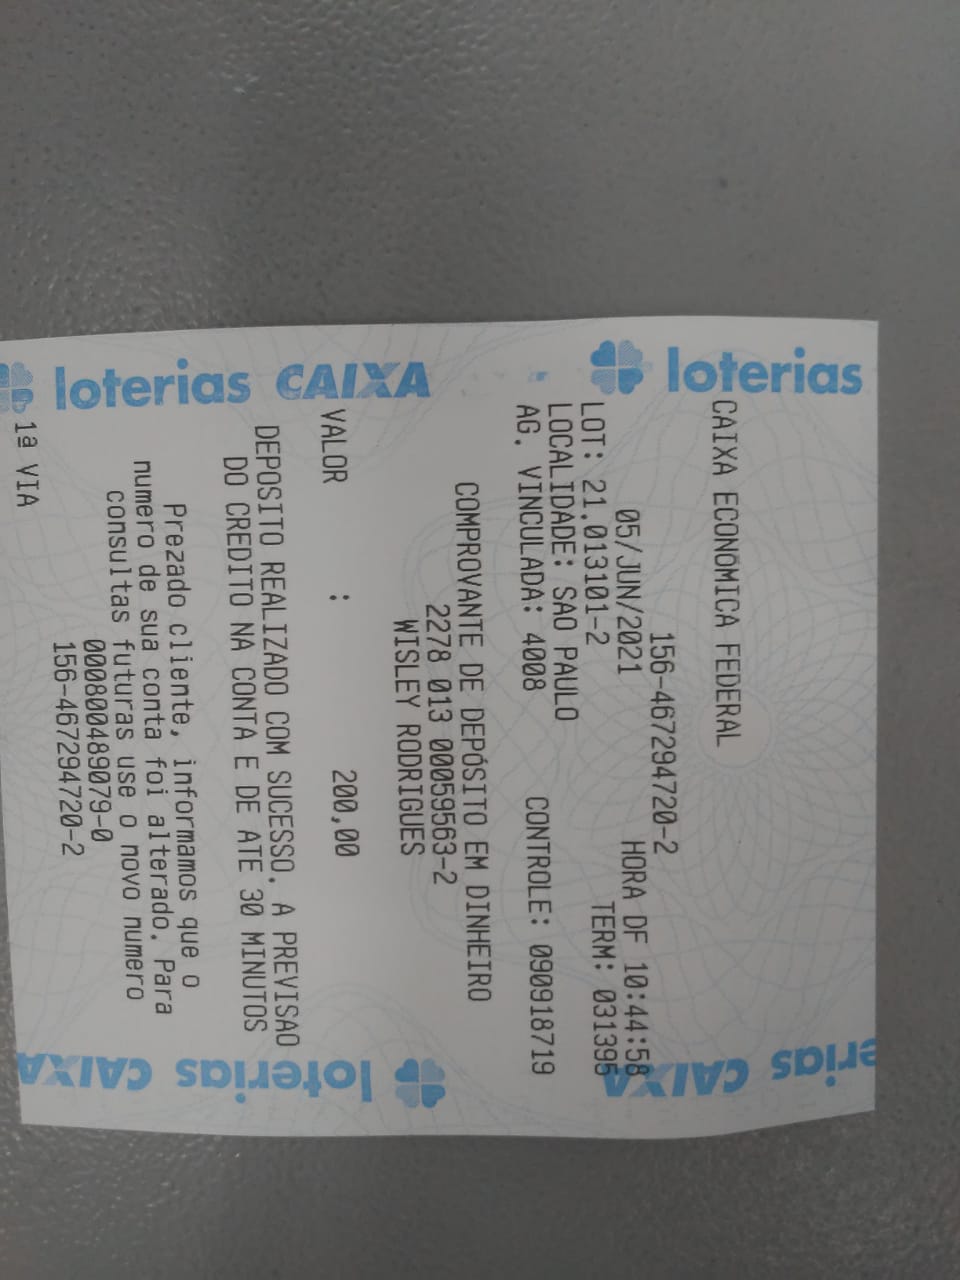 loterias
loterias CAIXA
CAIXA ECONÔMICA FEDERAL
156-467294720-2
05/JUN/2021 HORA DF 10:44:58
LOT: 21.013101-2 TERM: 031395
LOCALIDADE: SAO PAULO
AG. VINCULADA: 4008 CONTROLE: 090918719
COMPROVANTE DE DEPÓSITO EM DINHEIRO
2278 013 00059563-2
WISLEY RODRIGUES
VALOR : 200,00
DEPOSITO REALIZADO COM SUCESSO. A PREVISAO
DO CREDITO NA CONTA E DE ATE 30 MINUTOS
Prezado cliente, informamos que o
numero de sua conta foi alterado. Para
consultas futuras use o novo numero
000800489079-0
156-467294720-2
1ª VIA
erias CAIXA
loterias CAIXA